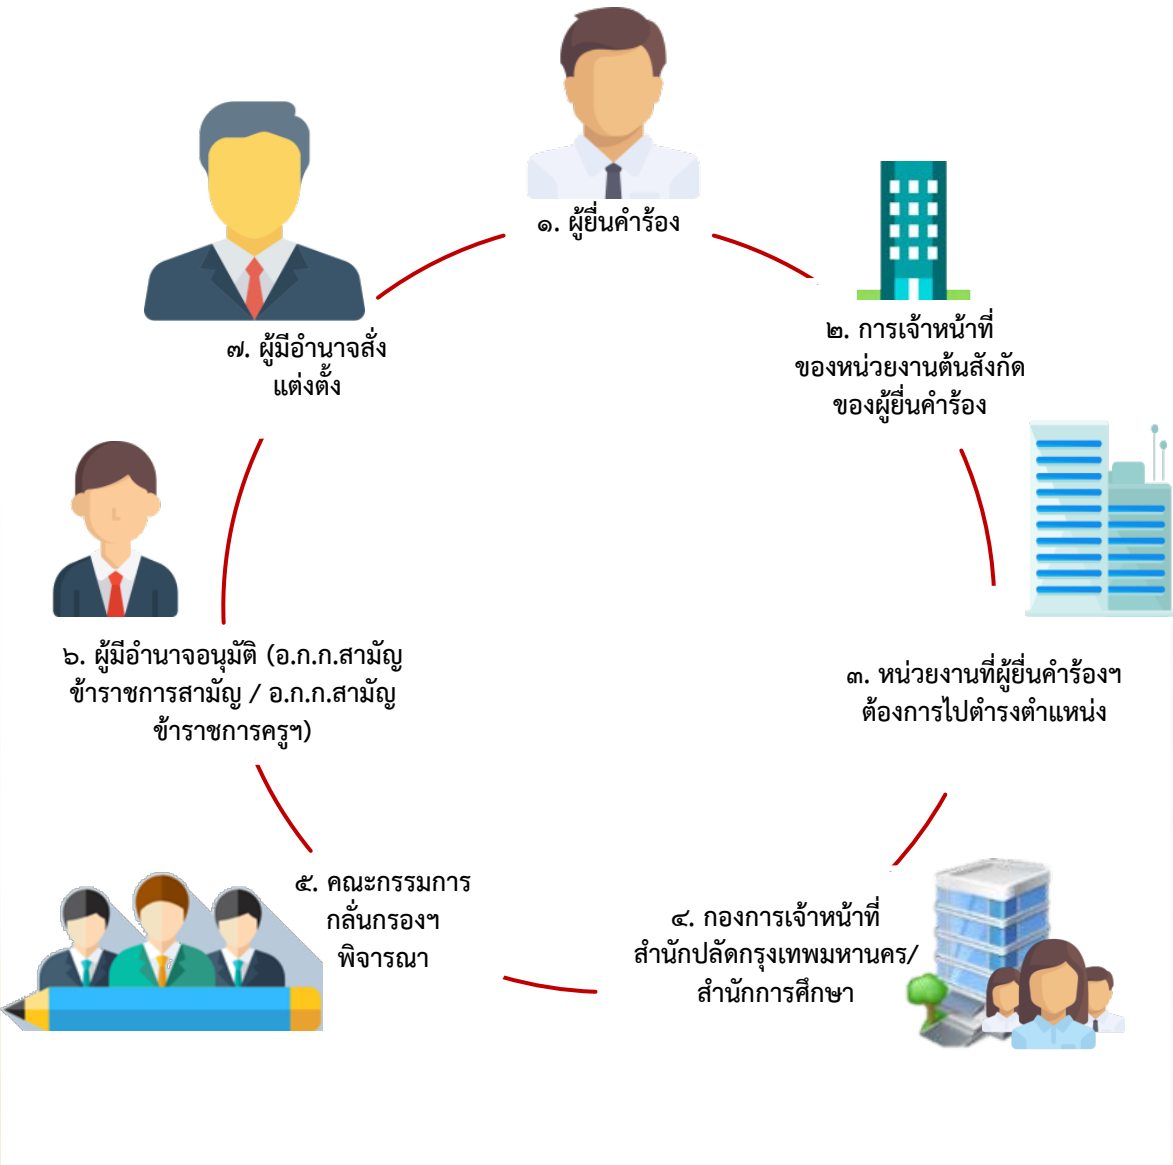 ๑. ผู้ยื่นคำร้อง
๒. การเจ้าหน้าที่
ของหน่วยงานต้นสังกัด
ของผู้ยื่นคำร้อง
๓. หน่วยงานที่ผู้ยื่นคำร้องฯ
ต้องการไปดำรงตำแหน่ง
๔. กองการเจ้าหน้าที่
สำนักปลัดกรุงเทพมหานคร/
สำนักการศึกษา
๕. คณะกรรมการ
กลั่นกรองฯ
พิจารณา
๖. ผู้มีอำนาจอนุมัติ (อ.ก.ก.สามัญ
ข้าราชการสามัญ / อ.ก.ก.สามัญ
ข้าราชการครูฯ)
๗. ผู้มีอำนาจสั่ง
แต่งตั้ง